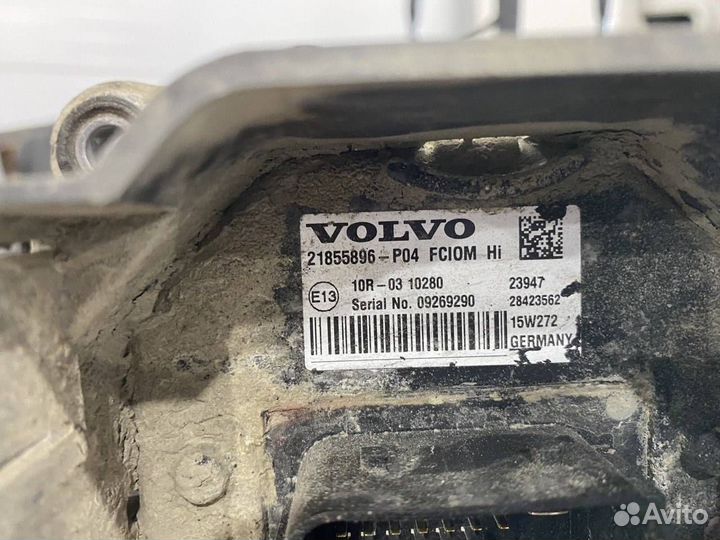 VOLVO
21855896-P04 FCIOM Hi
E13
10R-03 10280 23947
Serial No. 09269290 28423562
15W272
GERMANY
Avito